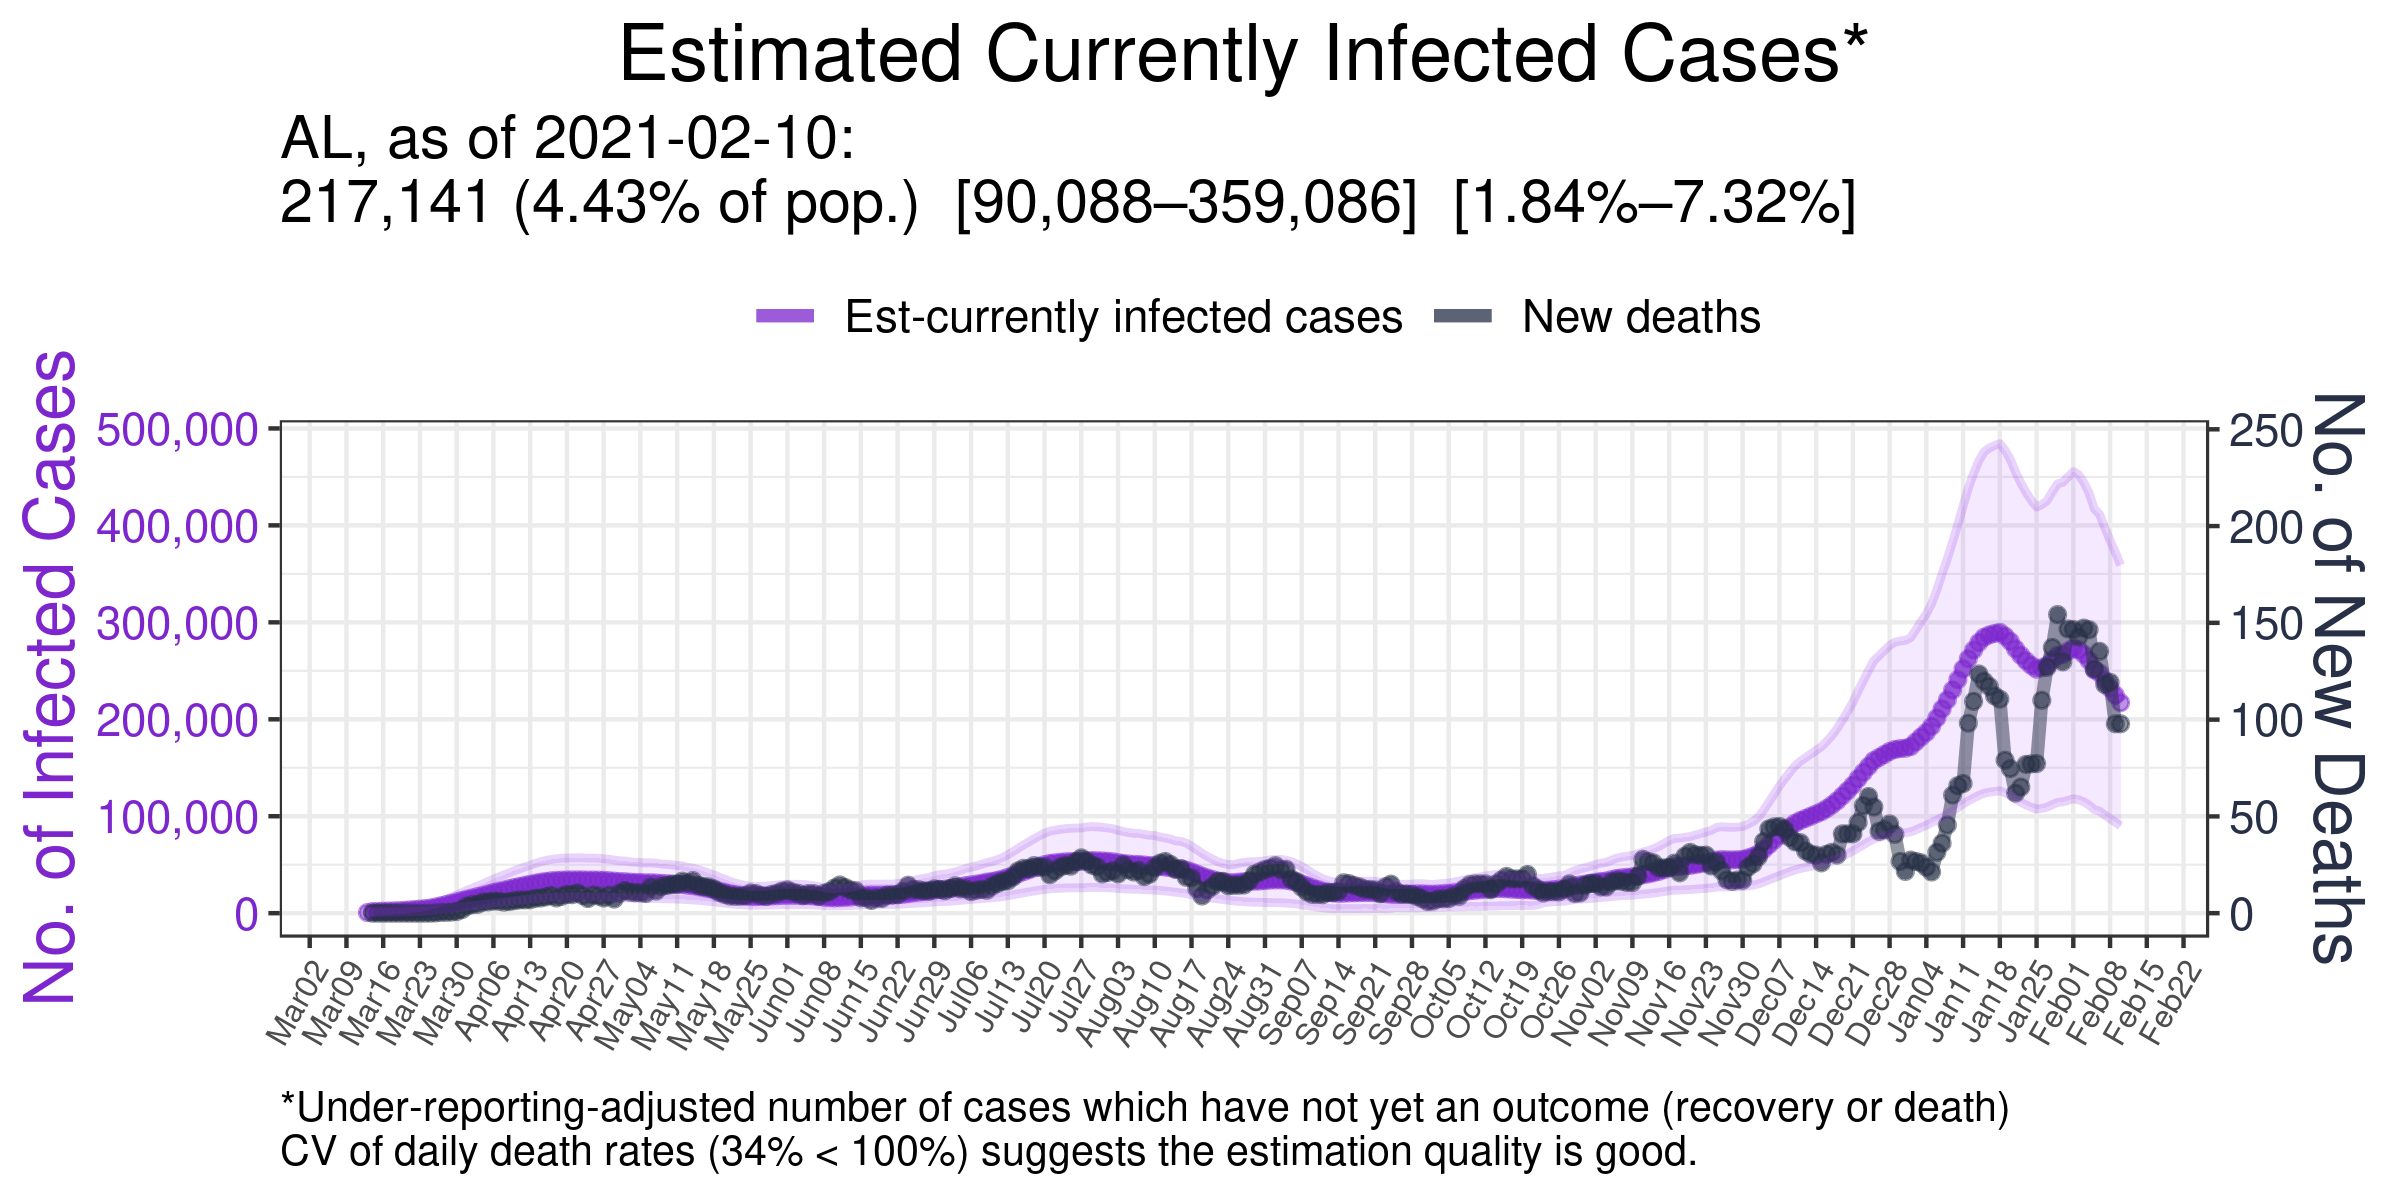 Estimated Currently Infected Cases*
AL, as of 2021-02-10:
217,141 (4.43% of pop.)  [90,088–359,086]  [1.84%–7.32%]
Est-currently infected cases
New deaths
No. of Infected Cases
500,000
400,000
300,000
200,000
100,000
0
250
200
150
100
50
0
No. of New Deaths
Mar02
Mar09
Mar16
Mar23
Mar30
Apr06
Apr13
Apr20
Apr27
May04
May11
May18
May25
Jun01
Jun08
Jun15
Jun22
Jun29
Jul06
Jul13
Jul20
Jul27
Aug03
Aug10
Aug17
Aug24
Aug31
Sep07
Sep14
Sep21
Sep28
Oct05
Oct12
Oct19
Oct26
Nov02
Nov09
Nov16
Nov23
Nov30
Dec07
Dec14
Dec21
Dec28
Jan04
Jan11
Jan18
Jan25
Feb01
Feb08
Feb15
Feb22
*Under-reporting-adjusted number of cases which have not yet an outcome (recovery or death)
CV of daily death rates (34% < 100%) suggests the estimation quality is good.